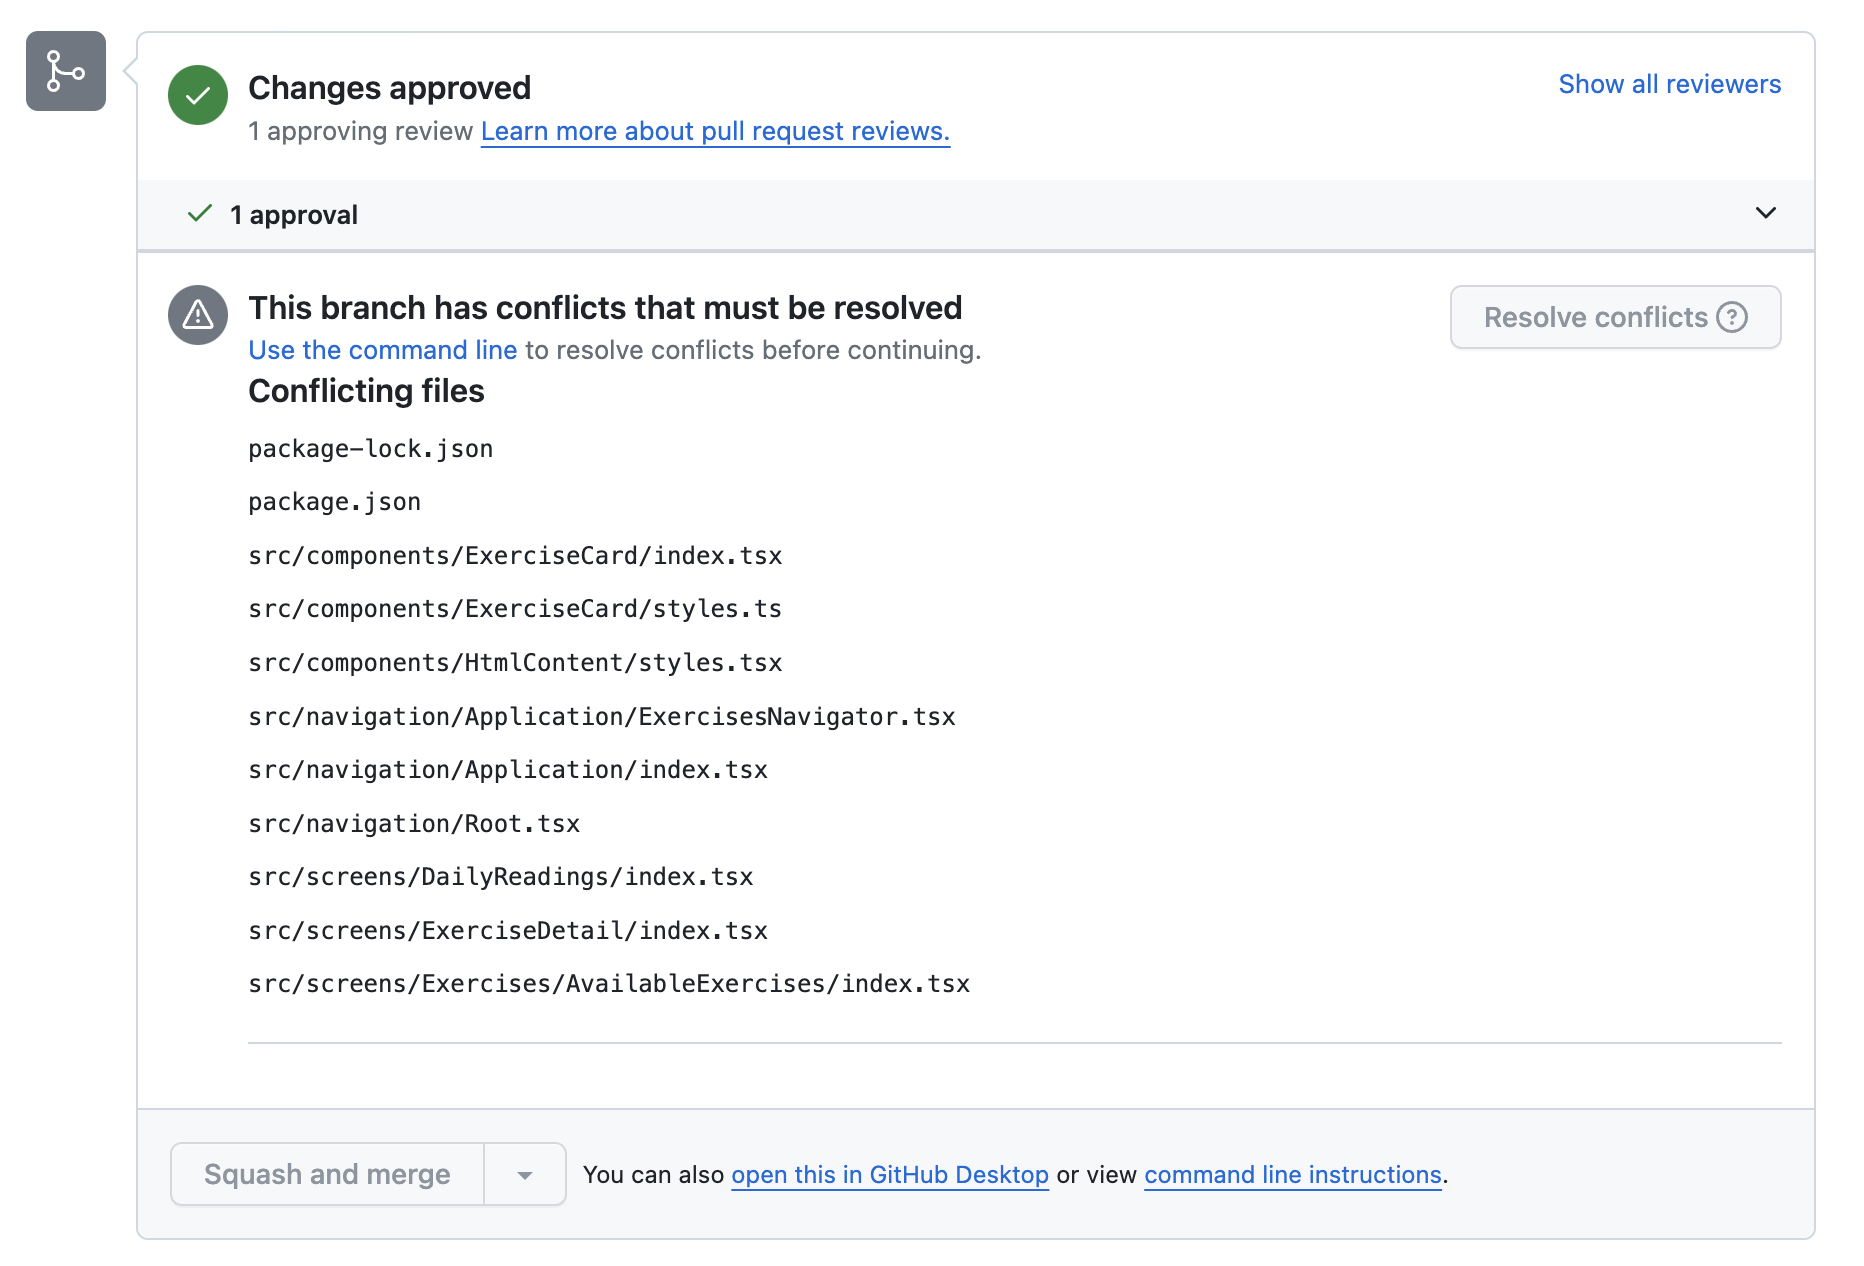 Changes approved
Show all reviewers
1 approving review Learn more about pull request reviews.
1 approval
This branch has conflicts that must be resolved
Resolve conflicts
Use the command line to resolve conflicts before continuing.
Conflicting files
package-lock.json
package.json
src/components/ExerciseCard/index.tsx
src/components/ExerciseCard/styles.ts
src/components/HtmlContent/styles.tsx
src/navigation/Application/ExercisesNavigator.tsx
src/navigation/Application/index.tsx
src/navigation/Root.tsx
src/screens/DailyReadings/index.tsx
src/screens/ExerciseDetail/index.tsx
src/screens/Exercises/AvailableExercises/index.tsx
Squash and merge
You can also open this in GitHub Desktop or view command line instructions.